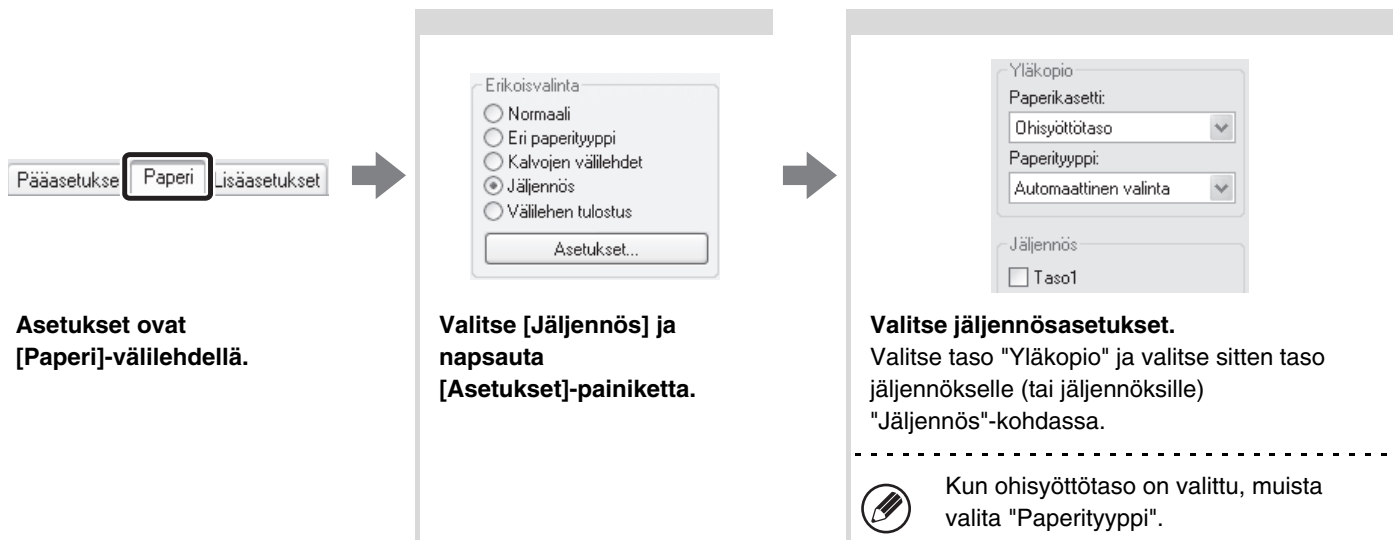 Pääasetukse
Paperi
Lisäasetukset
Asetukset ovat
[Paperi]-välilehdellä.
Erikoisvalinta
Normaali
Eri paperityyppi
Kalvojen välilehdet
Jäljennös
Välilehen tulostus
Asetukset...
Valitse [Jäljennös] ja
napsauta
[Asetukset]-painiketta.
Yläkopio
Paperikasetti:
Ohisyöttötaso
Paperityyppi:
Automaattinen valinta
Jäljennös
Taso1
Valitse jäljennösasetukset.
Valitse taso "Yläkopio" ja valitse sitten taso
jäljennökselle (tai jäljennöksille)
"Jäljennös"-kohdassa.
Kun ohisyöttötaso on valittu, muista
valita "Paperityyppi".